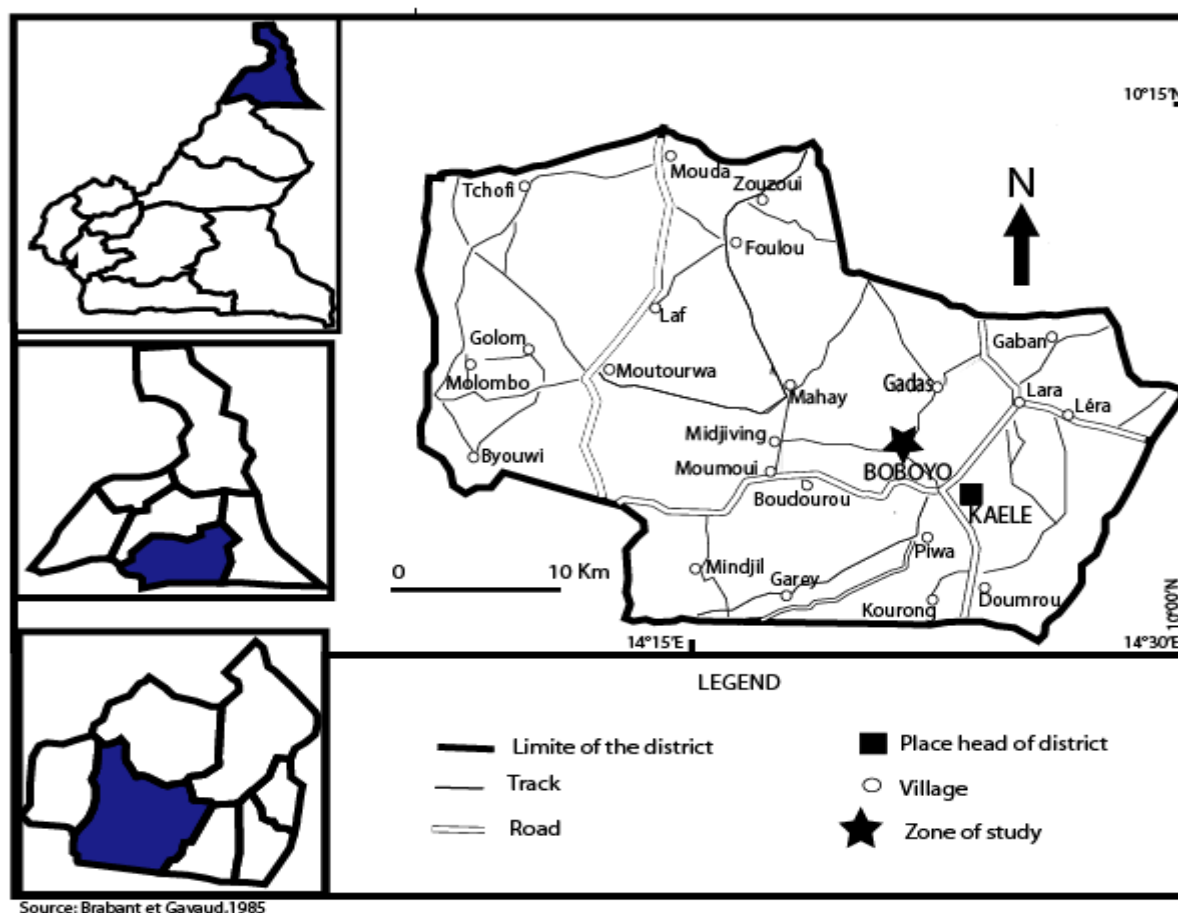 10°15'N
Mouda
Tchofi
Zouzoui
N
Foulou
Laf
Golom
Gaban
Molombo
Moutourwa
Mahay
Gadas
Lara
Léra
Midjiving
Byouwi
Moumoui
BOBOYO
Boudourou
KAELE
Piwa
Mindjil
0 10 Km
Garey
Kourong
Doumrou
10°00'N
14°15'E
14°30'E
LEGEND
Limite of the district
Place head of district
Track
Village
Road
Zone of study
Source: Brabant et Gavaud,1985